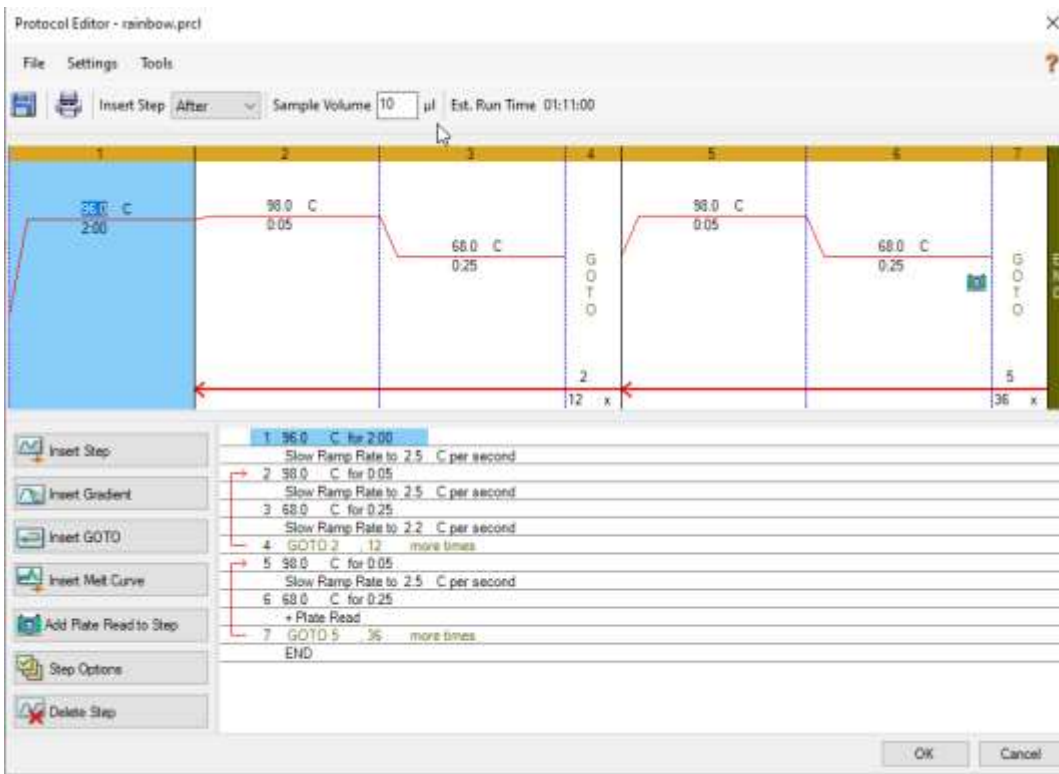 Protocol Editor - rainbow.prcl
File Settings Tools
?
Insert Step After Sample Volume 10 µl Est. Run Time 01:11:00
1 2 3 4 5 6 7
96.0 C
2:00
98.0 C
0:05
68.0 C
0:25
G
O
T
O
2
12 x
98.0 C
0:05
68.0 C
0:25
G
O
T
O
5
36 x
Insert Step
Insert Gradient
Insert GOTO
Insert Melt Curve
Add Plate Read to Step
Step Options
Delete Step
1 96.0 C for 2:00
Slow Ramp Rate to 2.5 C per second
2 98.0 C for 0:05
Slow Ramp Rate to 2.5 C per second
3 68.0 C for 0:25
Slow Ramp Rate to 2.2 C per second
4 GOTO 2 , 12 more times
5 98.0 C for 0:05
Slow Ramp Rate to 2.5 C per second
6 68.0 C for 0:25
+ Plate Read
7 GOTO 5 , 36 more times
END
OK Cancel